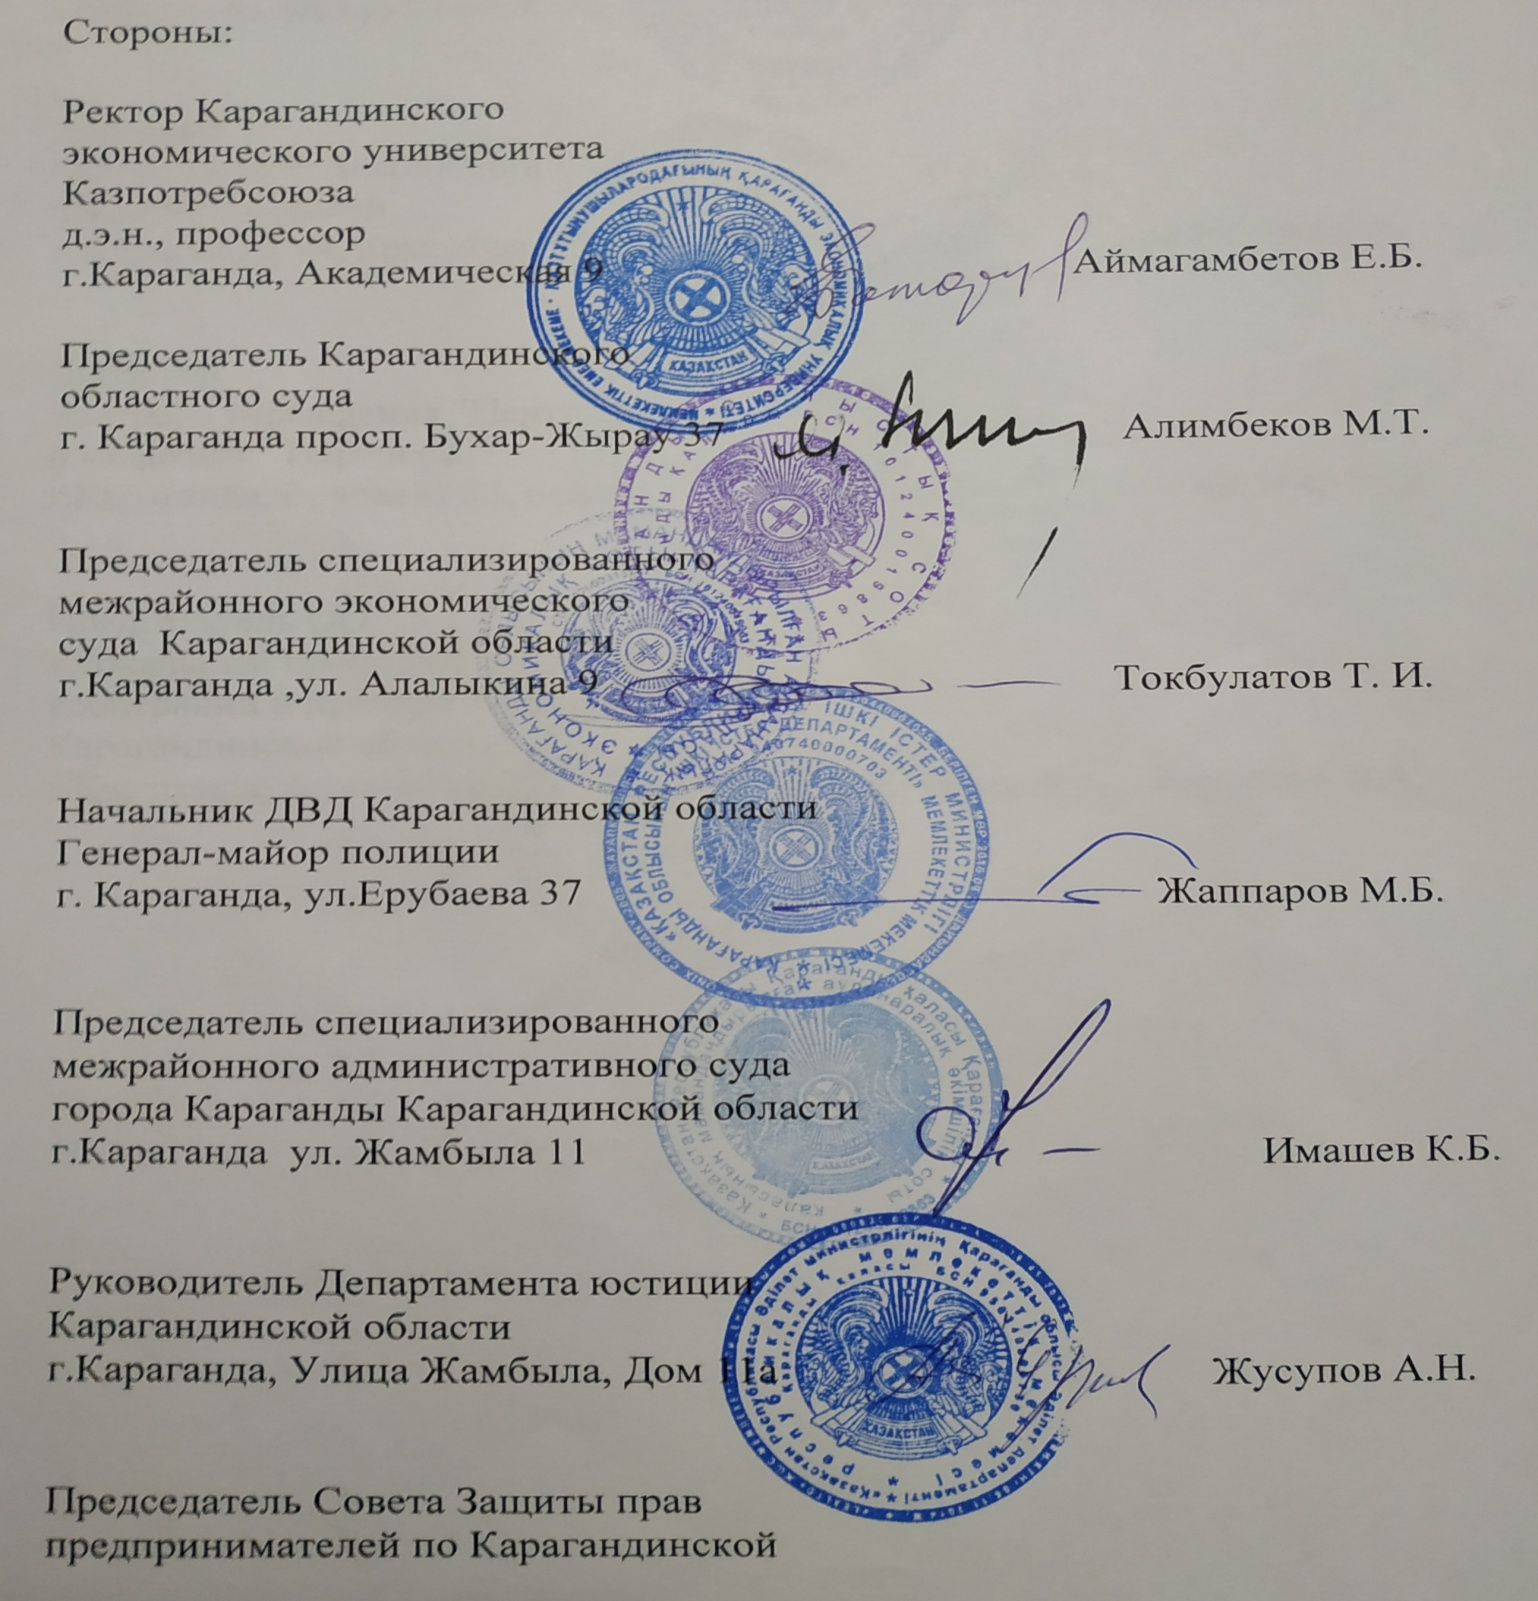 Стороны:
Ректор Карагандинского
экономического университета
Казпотребсоюза
д.э.н., профессор
г.Караганда, Академическая 9
Аймагамбетов Е.Б.
Председатель Карагандинского
областного суда
г. Караганда просп. Бухар-Жырау 37
Алимбеков М.Т.
Председатель специализированного
межрайонного экономического
суда Карагандинской области
г.Караганда ,ул. Алалыкина 9
Токбулатов Т. И.
Начальник ДВД Карагандинской области
Генерал-майор полиции
г. Караганда, ул.Ерубаева 37
Жаппаров М.Б.
Председатель специализированного
межрайонного административного суда
города Караганды Карагандинской области
г.Караганда ул. Жамбыла 11
Имашев К.Б.
Руководитель Департамента юстиции
Карагандинской области
г.Караганда, Улица Жамбыла, Дом 11а
Жусупов А.Н.
Председатель Совета Защиты прав
предпринимателей по Карагандинской
ҚАЗАҚСТАН
ҚАЗАҚСТАН